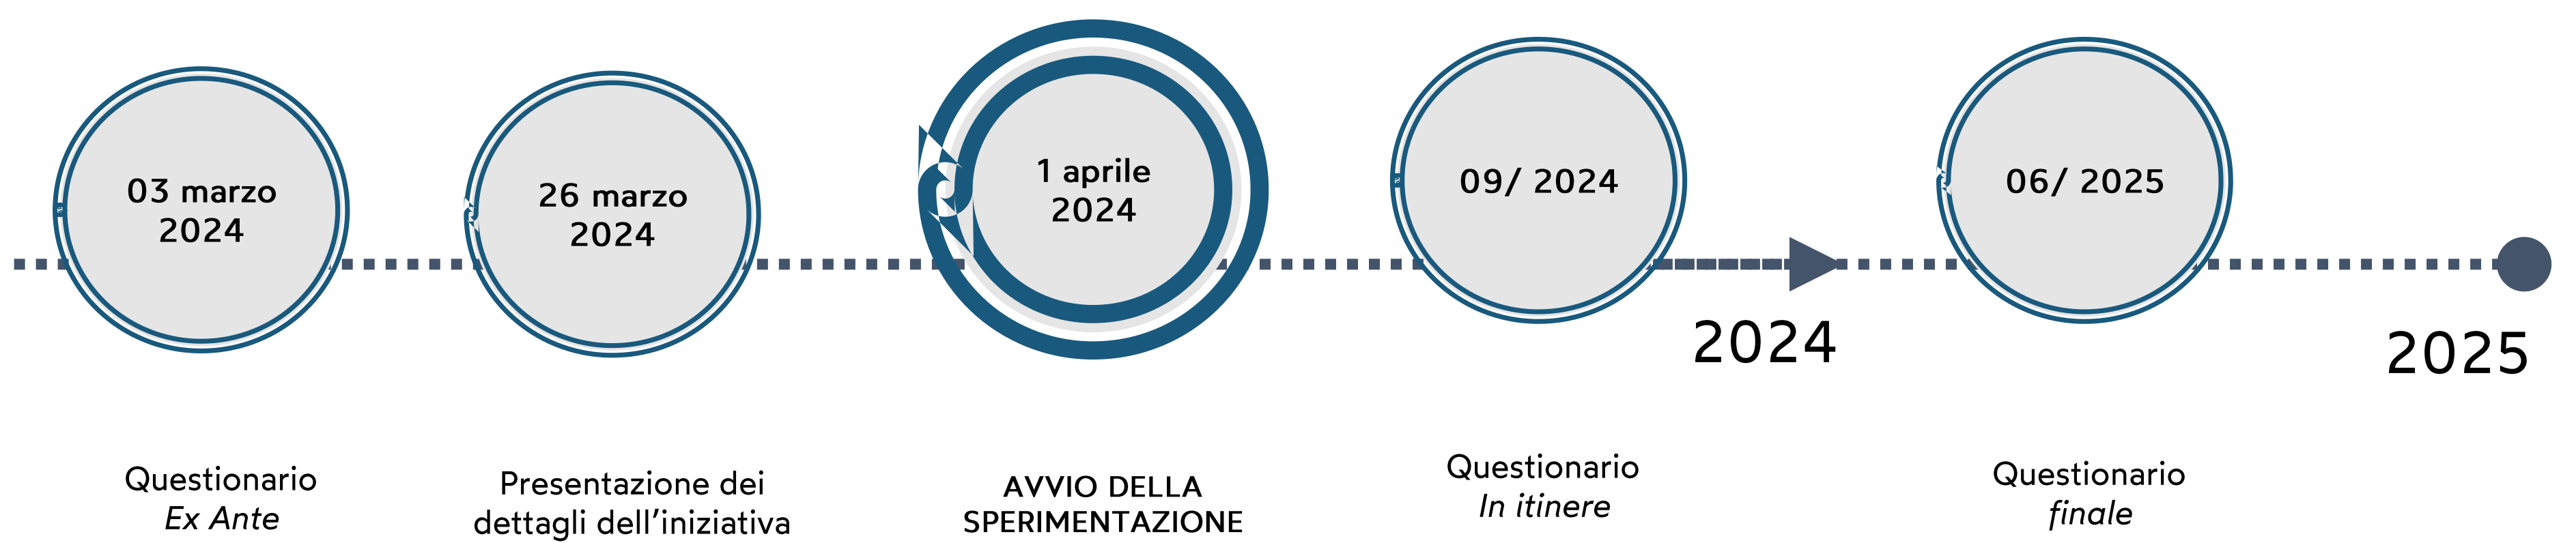 03 marzo
2024
26 marzo
2024
1 aprile
2024
09/ 2024
06/ 2025
2024
2025
Questionario
Ex Ante
Presentazione dei
dettagli dell’iniziativa
AVVIO DELLA
SPERIMENTAZIONE
Questionario
In itinere
Questionario
finale